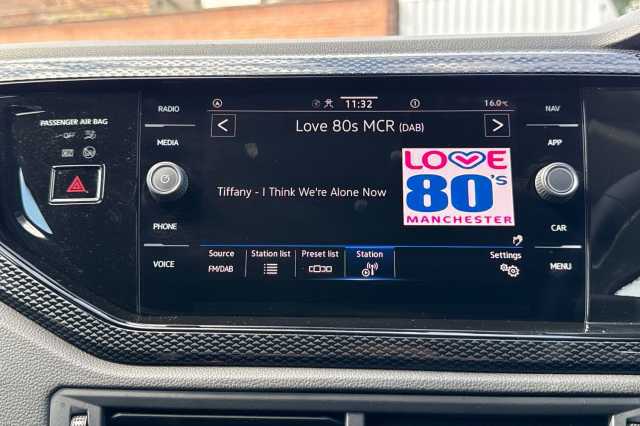 PASSENGER AIR BAG
OFF
RADIO
MEDIA
PHONE
VOICE
11:32
16.0°C
Love 80s MCR (DAB)
Tiffany - I Think We're Alone Now
LOVE
80's
MANCHESTER
Source
FM/DAB
Station list
Preset list
Station
Settings
NAV
APP
CAR
MENU